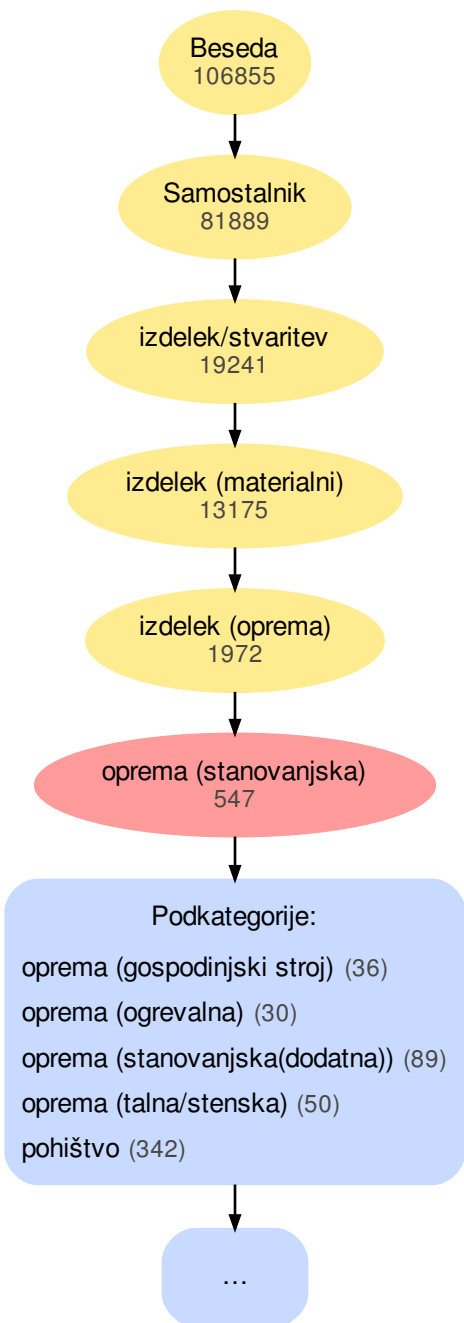 Beseda
106855
Samostalnik
81889
izdelek/stvaritev
19241
izdelek (materialni)
13175
izdelek (oprema)
1972
oprema (stanovanjska)
547
Podkategorije:
oprema (gospodinjski stroj) (36)
oprema (ogrevalna) (30)
oprema (stanovanjska(dodatna)) (89)
oprema (talna/stenska) (50)
pohištvo (342)
...